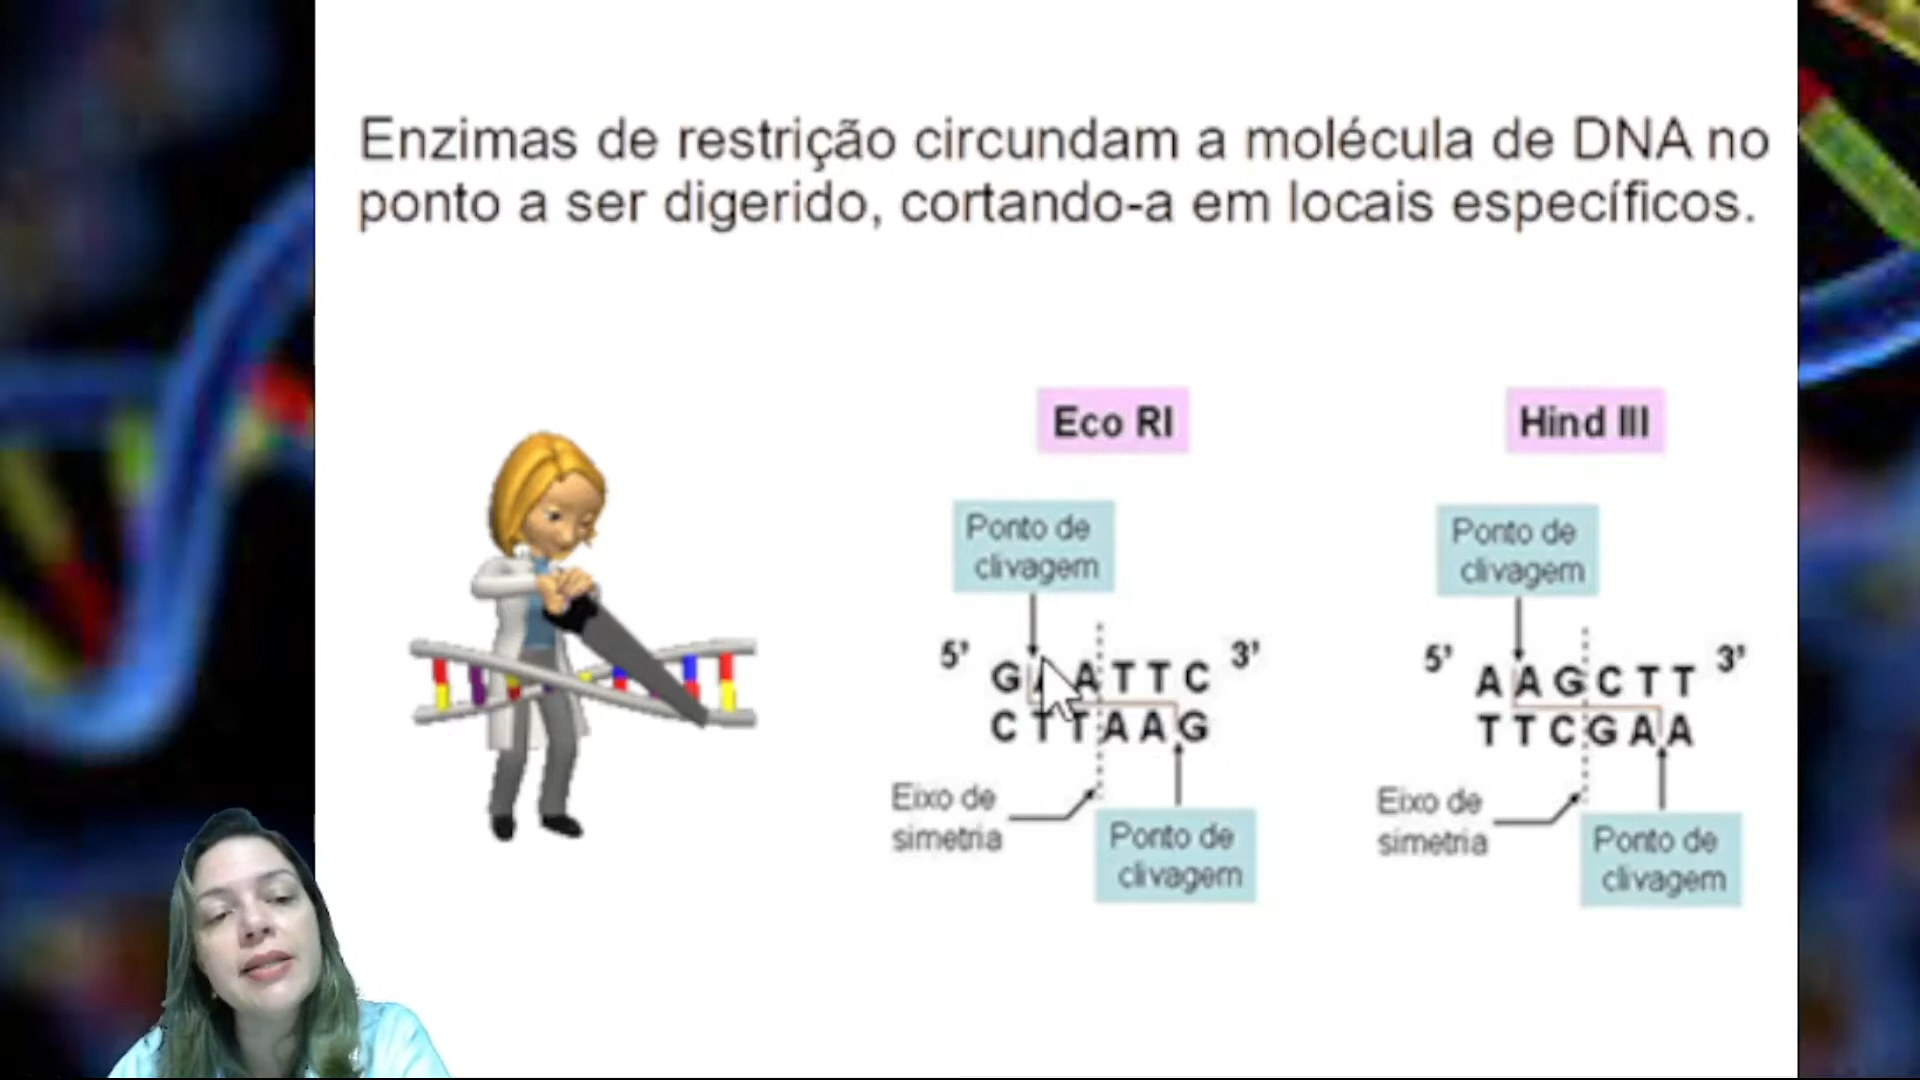 Enzimas de restrição circundam a molécula de DNA no
ponto a ser digerido, cortando-a em locais específicos.
Eco RI
Ponto de
clivagem
5' G A A T T C 3'
C T T A A G
Eixo de
simetria
Ponto de
clivagem
Hind III
Ponto de
clivagem
5' A A G C T T 3'
T T C G A A
Eixo de
simetria
Ponto de
clivagem